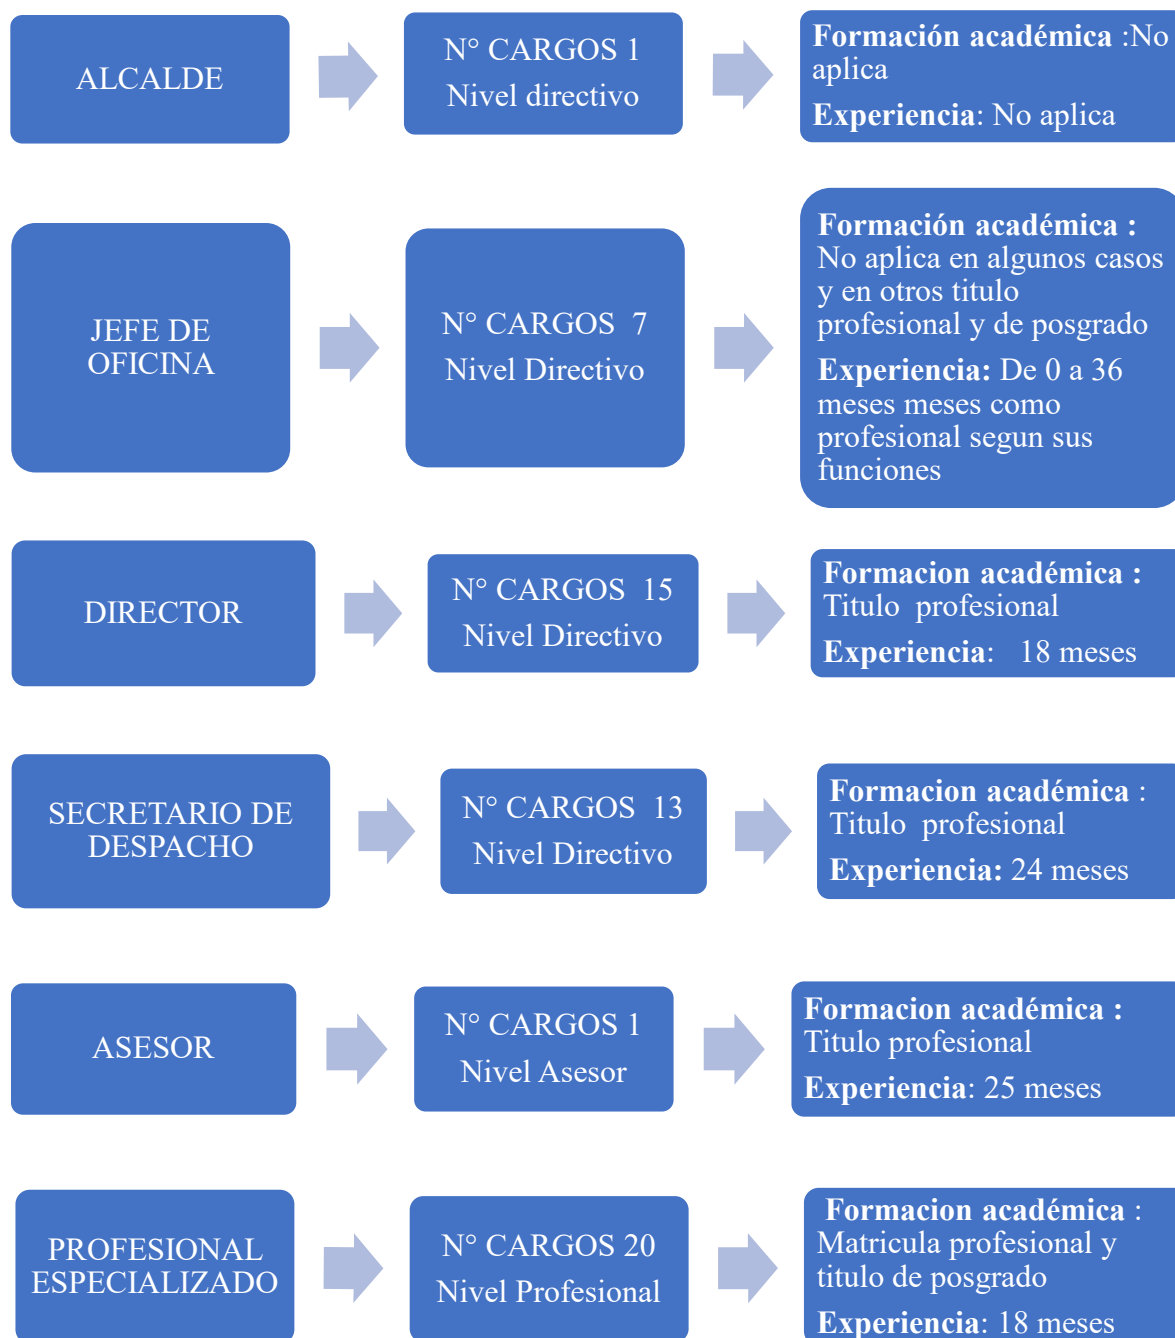 ALCALDE
N° CARGOS 1
Nivel directivo
Formación académica :No
aplica
Experiencia: No aplica
JEFE DE
OFICINA
N° CARGOS 7
Nivel Directivo
Formación académica :
No aplica en algunos casos
y en otros titulo
profesional y de posgrado
Experiencia: De 0 a 36
meses meses como
profesional segun sus
funciones
DIRECTOR
N° CARGOS 15
Nivel Directivo
Formacion académica :
Titulo profesional
Experiencia: 18 meses
SECRETARIO DE
DESPACHO
N° CARGOS 13
Nivel Directivo
Formacion académica :
Titulo profesional
Experiencia: 24 meses
ASESOR
N° CARGOS 1
Nivel Asesor
Formacion académica :
Titulo profesional
Experiencia: 25 meses
PROFESIONAL
ESPECIALIZADO
N° CARGOS 20
Nivel Profesional
Formacion académica :
Matricula profesional y
titulo de posgrado
Experiencia: 18 meses